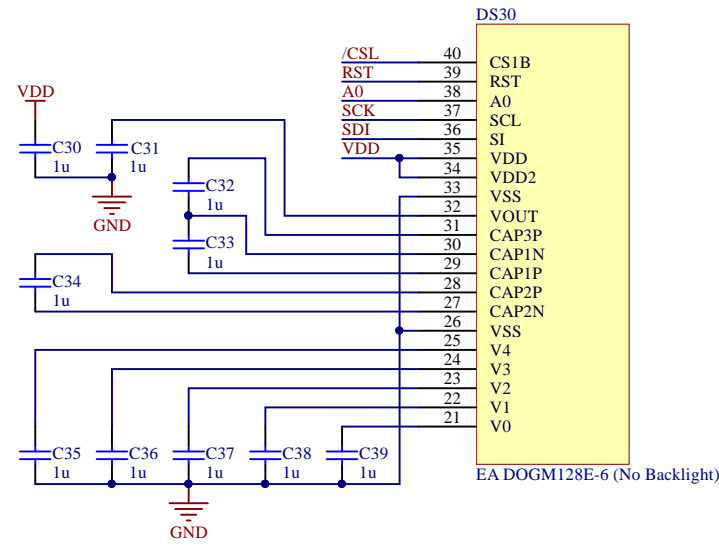 DS30
/CSL 40 CS1B
RST 39 RST
A0 38 A0
SCK 37 SCL
SDI 36 SI
VDD 35 VDD
34 VDD2
33 VSS
32 VOUT
31 CAP3P
30 CAP1N
29 CAP1P
28 CAP2P
27 CAP2N
26 VSS
25 V4
24 V3
23 V2
22 V1
21 V0
EA DOGM128E-6 (No Backlight)
VDD
C30
1u
C31
1u
GND
C32
1u
C33
1u
C34
1u
C35
1u
C36
1u
C37
1u
C38
1u
C39
1u
GND